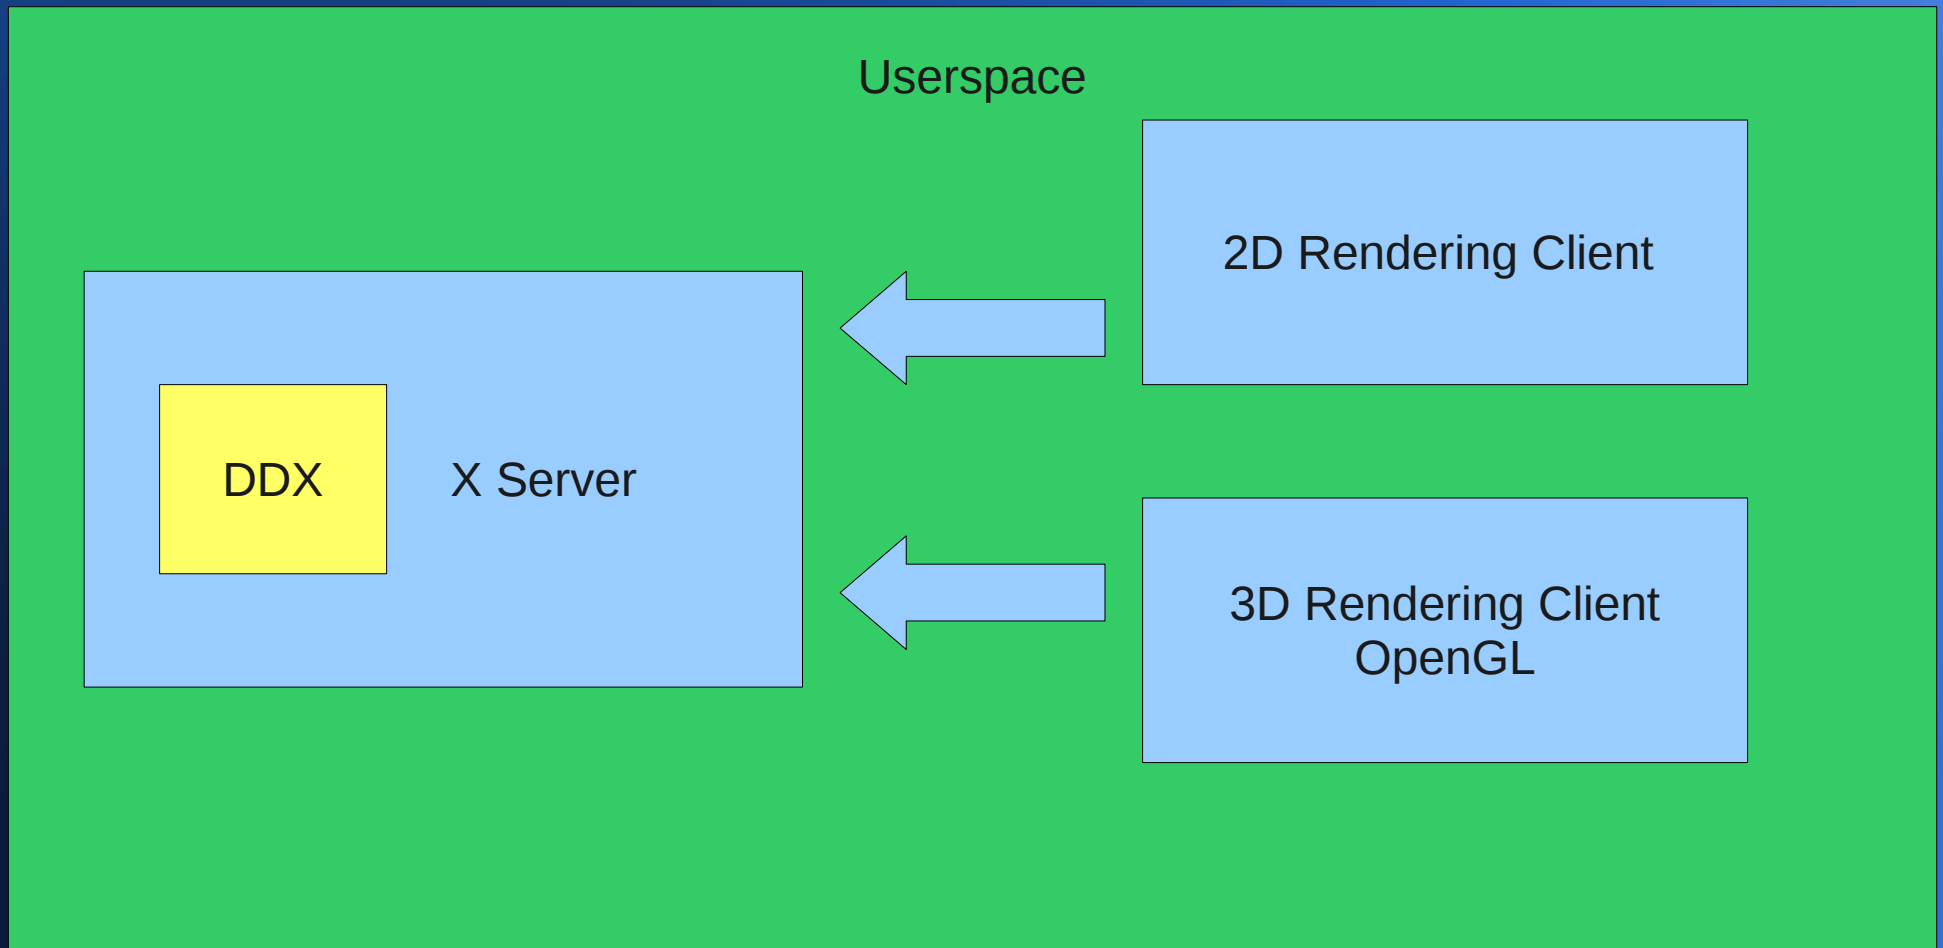 Userspace
2D Rendering Client
DDX
X Server
3D Rendering Client
OpenGL